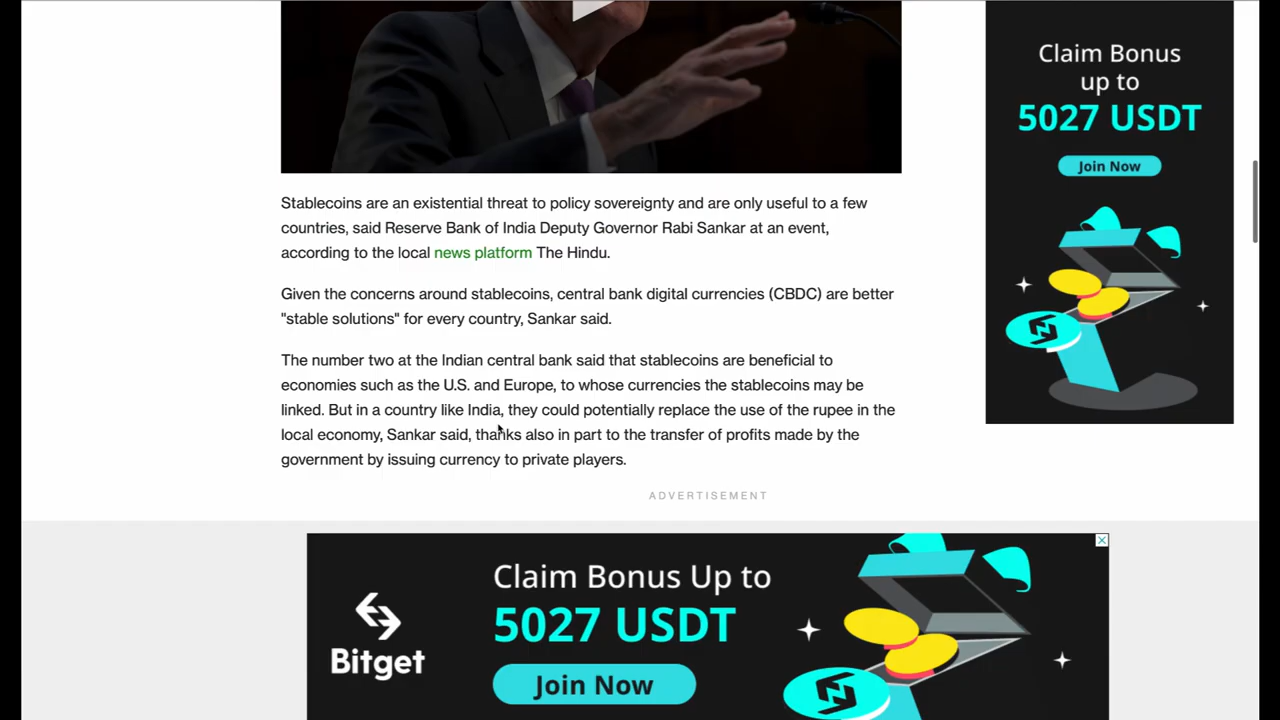 Claim Bonus
up to
5027 USDT
Join Now
Stablecoins are an existential threat to policy sovereignty and are only useful to a few
countries, said Reserve Bank of India Deputy Governor Rabi Sankar at an event,
according to the local news platform The Hindu.
Given the concerns around stablecoins, central bank digital currencies (CBDC) are better
"stable solutions" for every country, Sankar said.
The number two at the Indian central bank said that stablecoins are beneficial to
economies such as the U.S. and Europe, to whose currencies the stablecoins may be
linked. But in a country like India, they could potentially replace the use of the rupee in the
local economy, Sankar said, thanks also in part to the transfer of profits made by the
government by issuing currency to private players.
ADVERTISEMENT
Bitget
Claim Bonus Up to
5027 USDT
Join Now